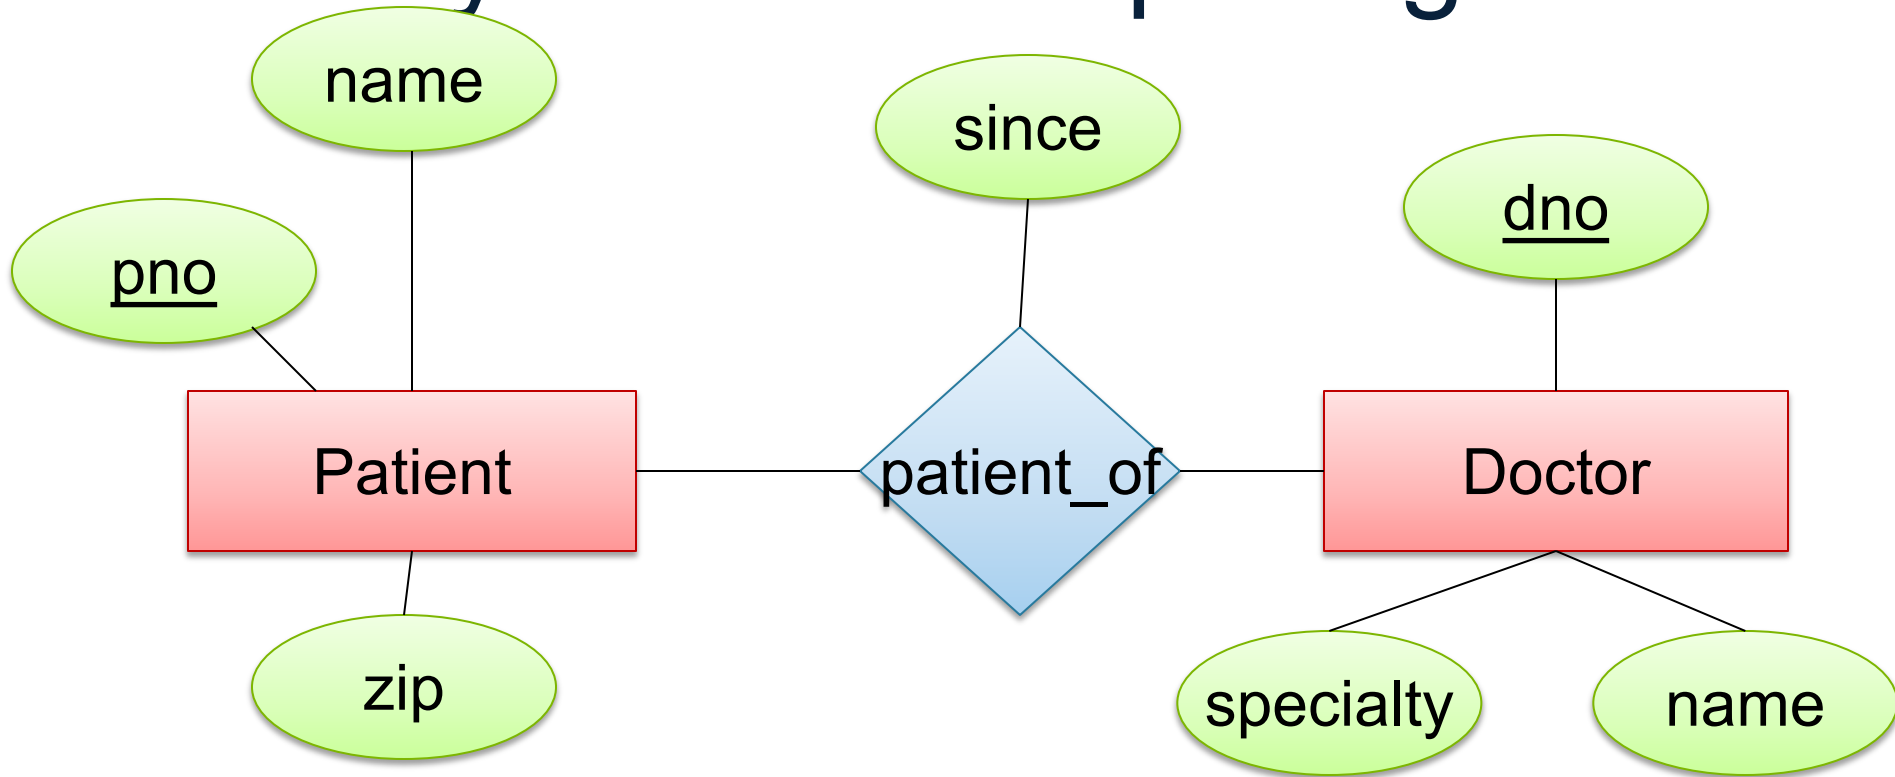 name
since
dno
pno
Patient
patient_of
Doctor
zip
specialty
name